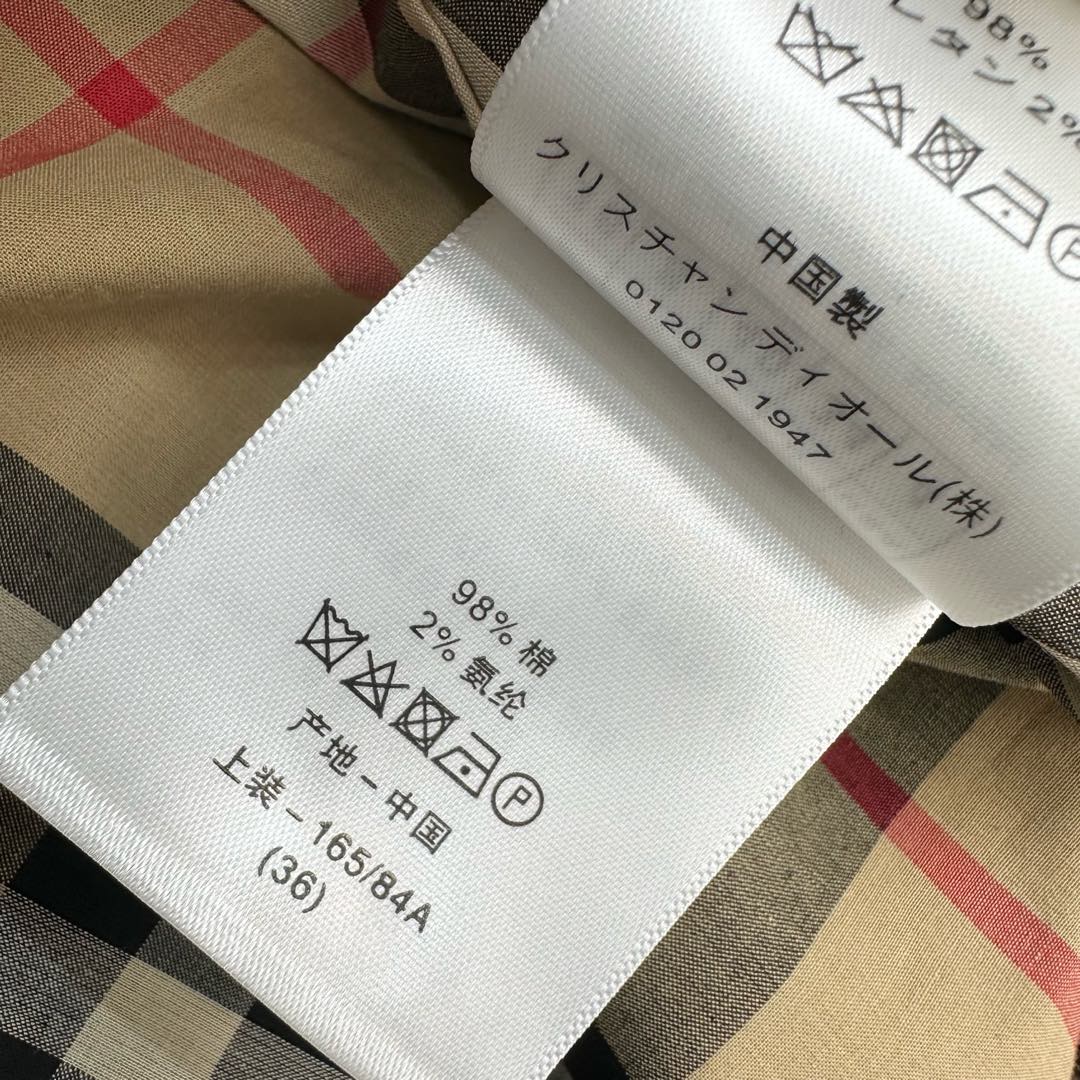 98%
レタン 2%
P
中国製
クリスチャン ディオール(株)
0120 02 1947
98% 棉
2% 氨纶
P
产地 – 中国
上装 – 165/84A
(36)